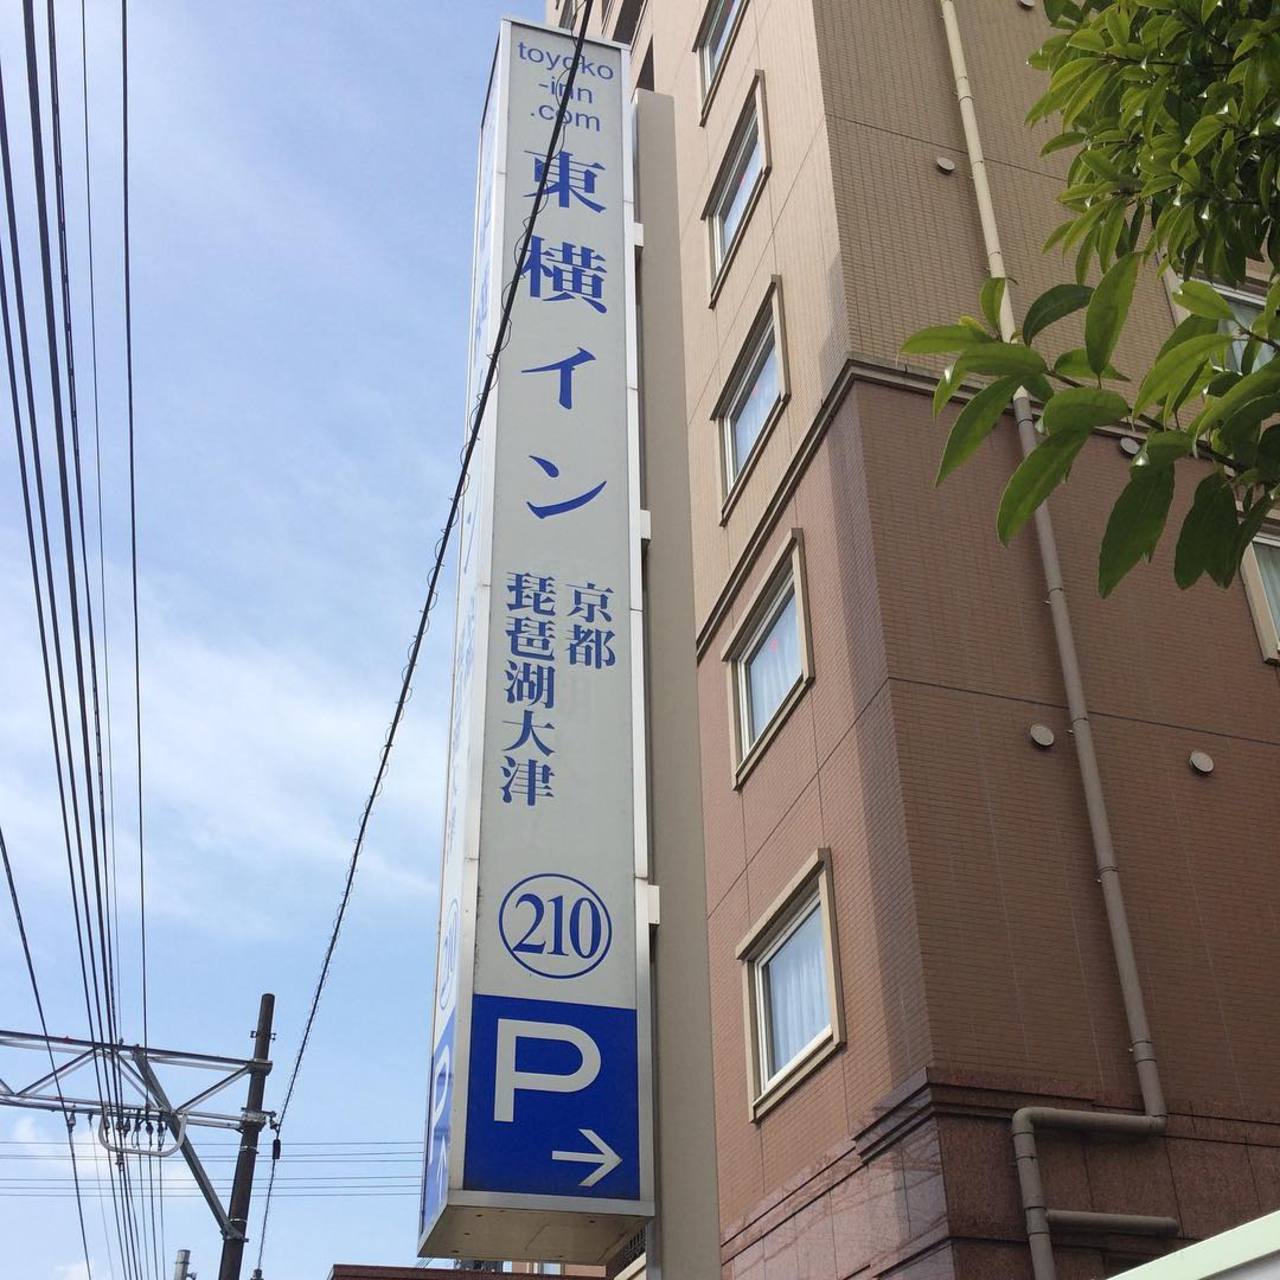 toyoko
-inn
.com
東横イン
京都
琵琶湖大津
210
P
→